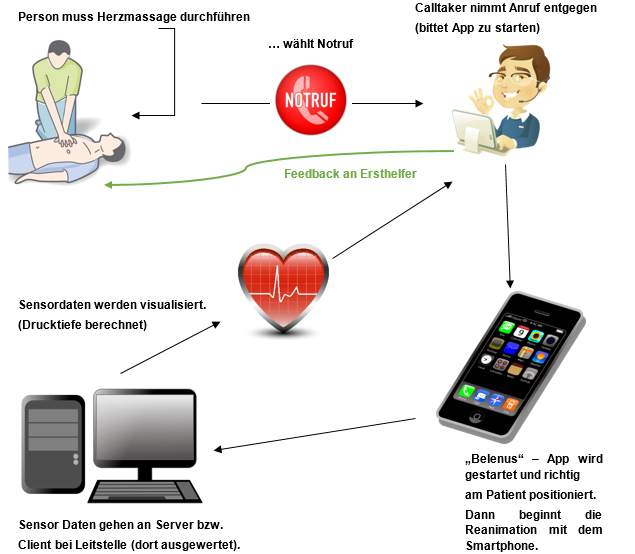 Person muss Herzmassage durchführen
Calltaker nimmt Anruf entgegen
(bittet App zu starten)
… wählt Notruf
NOTRUF
Feedback an Ersthelfer
Sensordaten werden visualisiert.
(Drucktiefe berechnet)
„Belenus“ – App wird
gestartet und richtig
am Patient positioniert.
Dann beginnt die
Reanimation mit dem
Smartphone.
Sensor Daten gehen an Server bzw.
Client bei Leitstelle (dort ausgewertet).